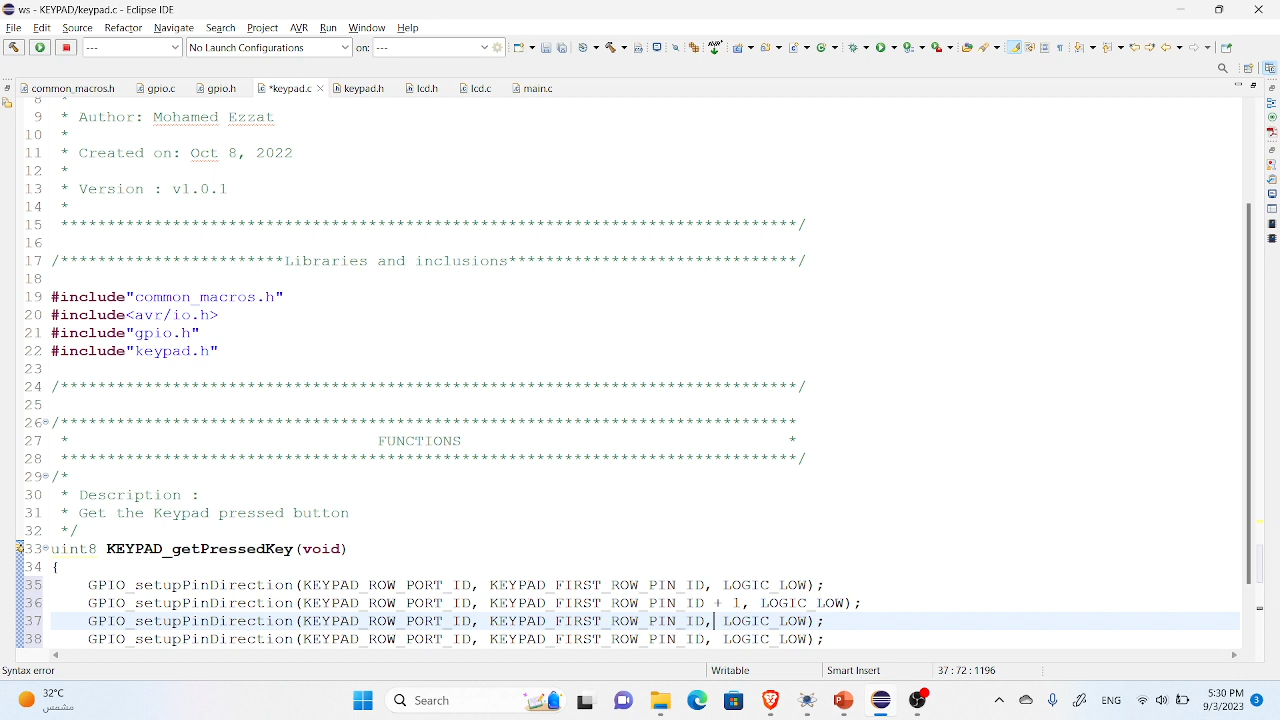 ws - KEYPAD/keypad.c - Eclipse IDE
File Edit Source Refactor Navigate Search Project AVR Run Window Help
--- No Launch Configurations on: ---
common_macros.h gpio.c gpio.h *keypad.c keypad.h lcd.h lcd.c main.c
8 *
9 * Author: Mohamed Ezzat
10 *
11 * Created on: Oct 8, 2022
12 *
13 * Version : v1.0.1
14 *
15 *******************************************************************************/
16
17 /************************Libraries and inclusions*******************************/
18
19 #include"common_macros.h"
20 #include<avr/io.h>
21 #include"gpio.h"
22 #include"keypad.h"
23
24 /*******************************************************************************/
25
26 /*******************************************************************************
27 * FUNCTIONS *
28 *******************************************************************************/
29 /*
30 * Description :
31 * Get the Keypad pressed button
32 */
33 uint8 KEYPAD_getPressedKey(void)
34 {
35 GPIO_setupPinDirection(KEYPAD_ROW_PORT_ID, KEYPAD_FIRST_ROW_PIN_ID, LOGIC_LOW);
36 GPIO_setupPinDirection(KEYPAD_ROW_PORT_ID, KEYPAD_FIRST_ROW_PIN_ID + 1, LOGIC_LOW);
37 GPIO_setupPinDirection(KEYPAD_ROW_PORT_ID, KEYPAD_FIRST_ROW_PIN_ID, LOGIC_LOW);
38 GPIO_setupPinDirection(KEYPAD_ROW_PORT_ID, KEYPAD_FIRST_ROW_PIN_ID, LOGIC_LOW);
Syntax error Writable Smart Insert 37 : 72 : 1196
32°C
مشمس
Search
ENG
5:30 PM
9/3/2023
3